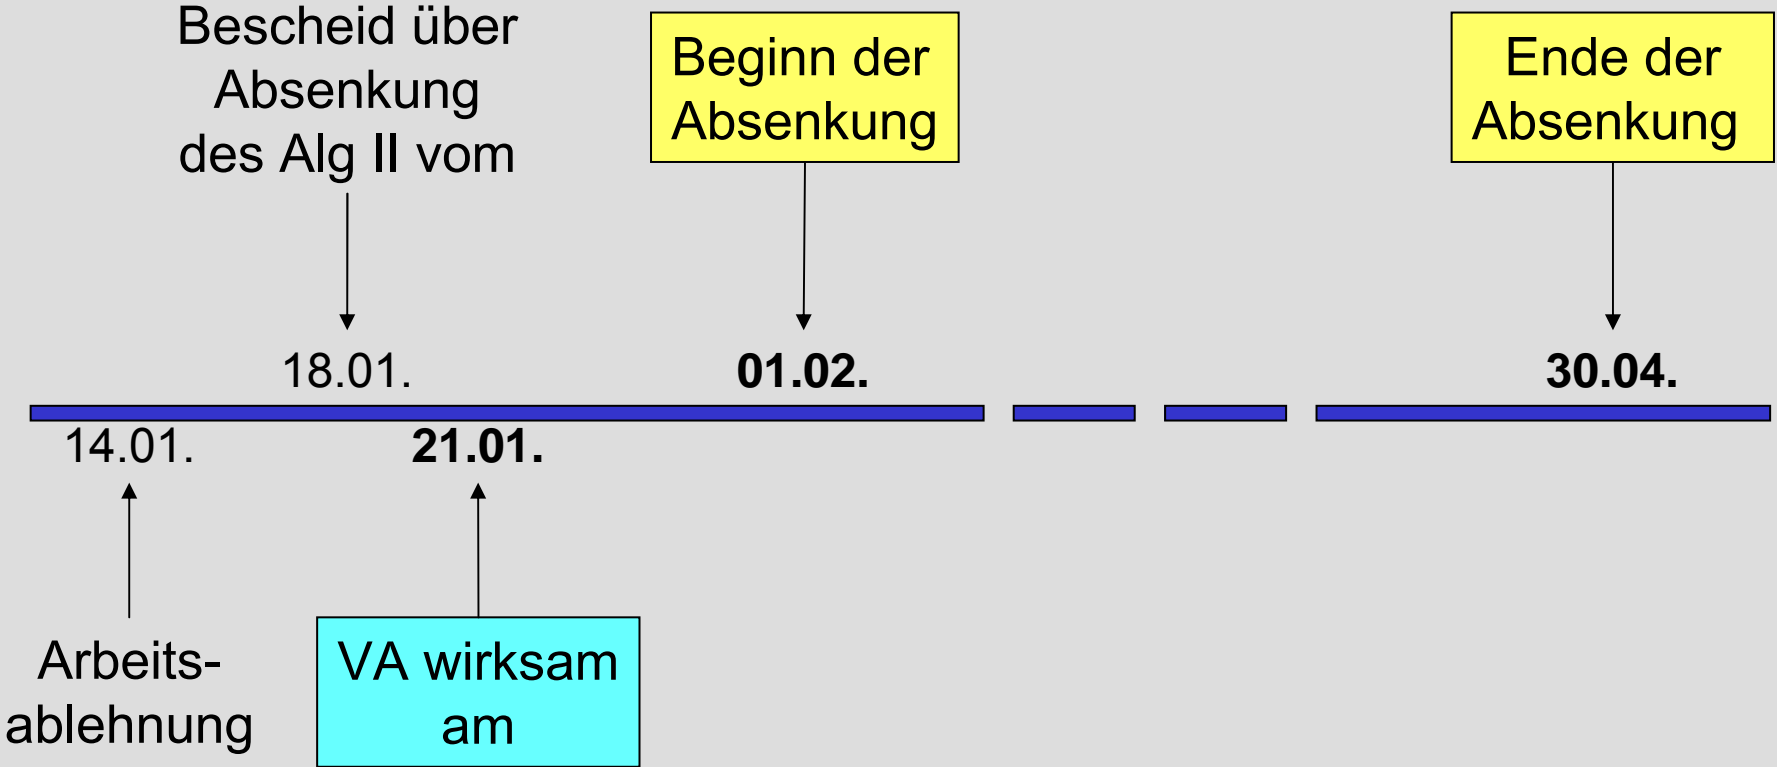 Bescheid über
Absenkung
des Alg II vom
Beginn der
Absenkung
Ende der
Absenkung
18.01.
01.02.
30.04.
14.01.
21.01.
Arbeits-
ablehnung
VA wirksam
am